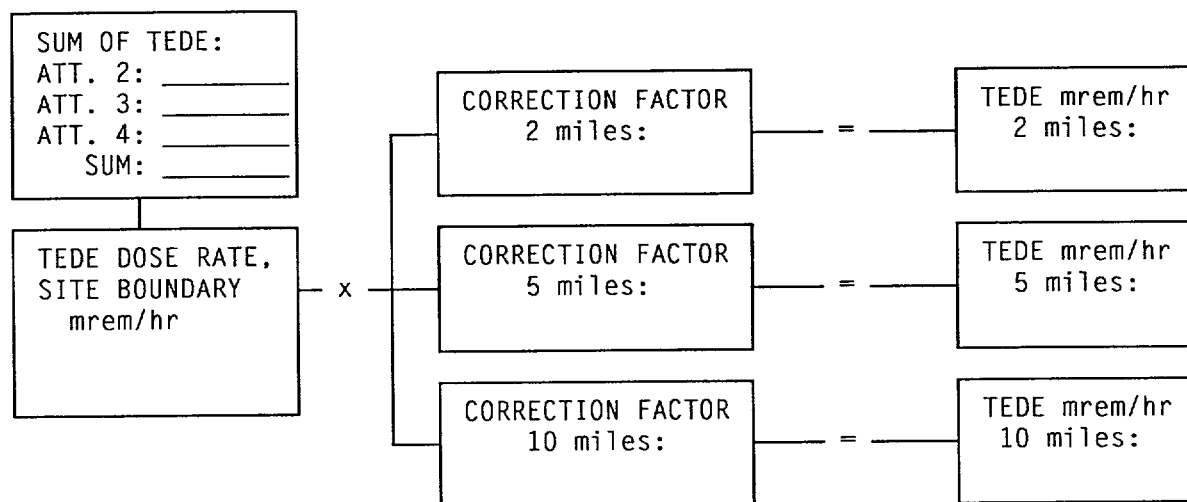 SUM OF TEDE:
ATT. 2:
ATT. 3:
ATT. 4:
SUM:
TEDE DOSE RATE,
SITE BOUNDARY
mrem/hr
x
CORRECTION FACTOR
2 miles:
=
TEDE mrem/hr
2 miles:
CORRECTION FACTOR
5 miles:
=
TEDE mrem/hr
5 miles:
CORRECTION FACTOR
10 miles:
=
TEDE mrem/hr
10 miles: